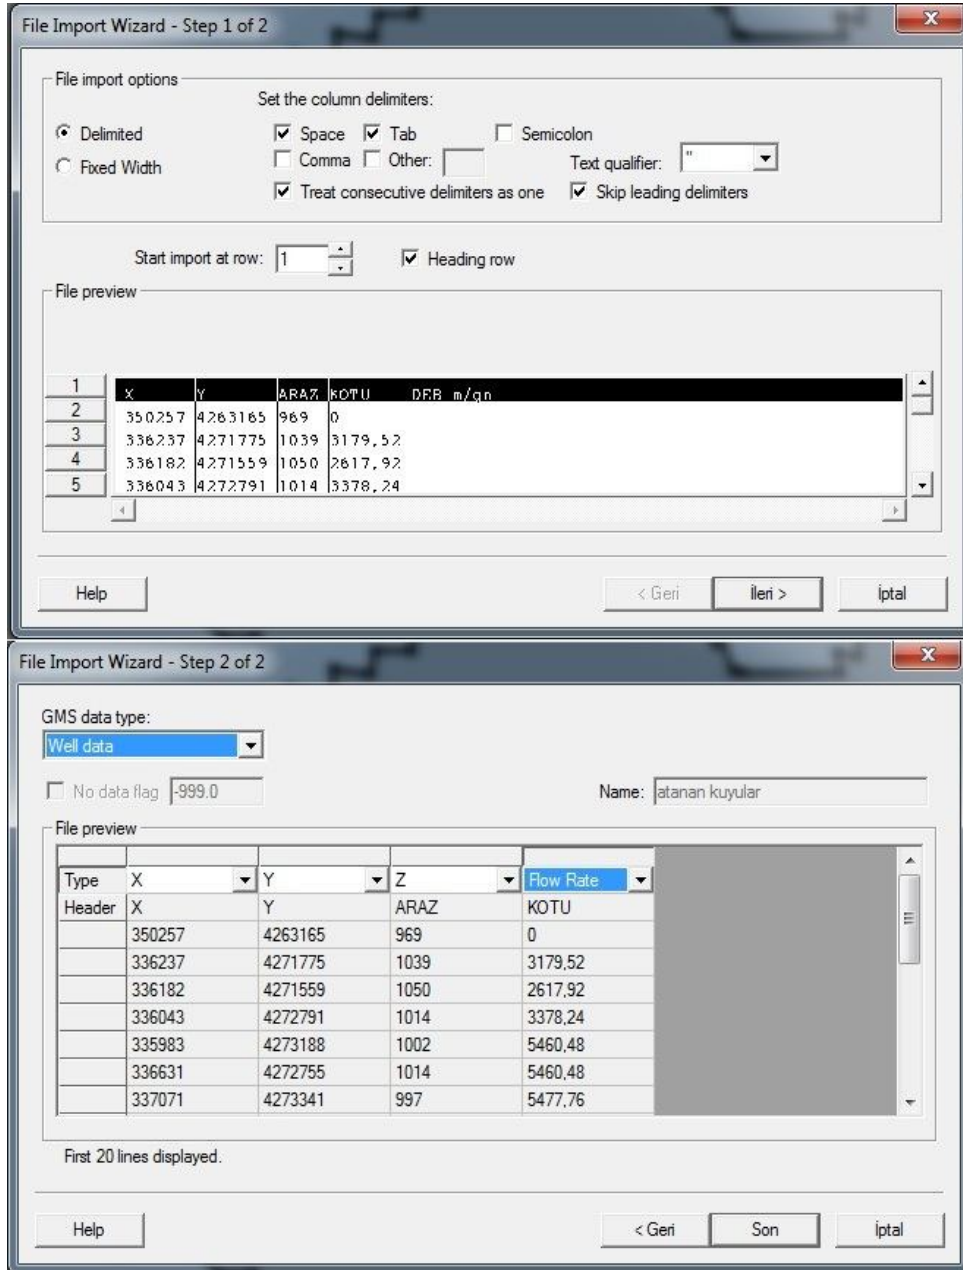 File Import Wizard - Step 1 of 2
File import options
Set the column delimiters:
Delimited
Fixed Width
Space Tab Semicolon
Comma Other:
Text qualifier: "
Treat consecutive delimiters as one Skip leading delimiters
Start import at row: 1 Heading row
File preview
1 X Y ARAZ KOTU DEB m/gn
2 350257 4263165 969 0
3 336237 4271775 1039 3179,52
4 336182 4271559 1050 2617,92
5 336043 4272791 1014 3378,24
Help < Geri İleri > İptal
File Import Wizard - Step 2 of 2
GMS data type:
Well data
No data flag -999.0 Name: atanan kuyular
File preview
Type X Y Z Flow Rate
Header X Y ARAZ KOTU
350257 4263165 969 0
336237 4271775 1039 3179,52
336182 4271559 1050 2617,92
336043 4272791 1014 3378,24
335983 4273188 1002 5460,48
336631 4272755 1014 5460,48
337071 4273341 997 5477,76
First 20 lines displayed.
Help < Geri Son İptal